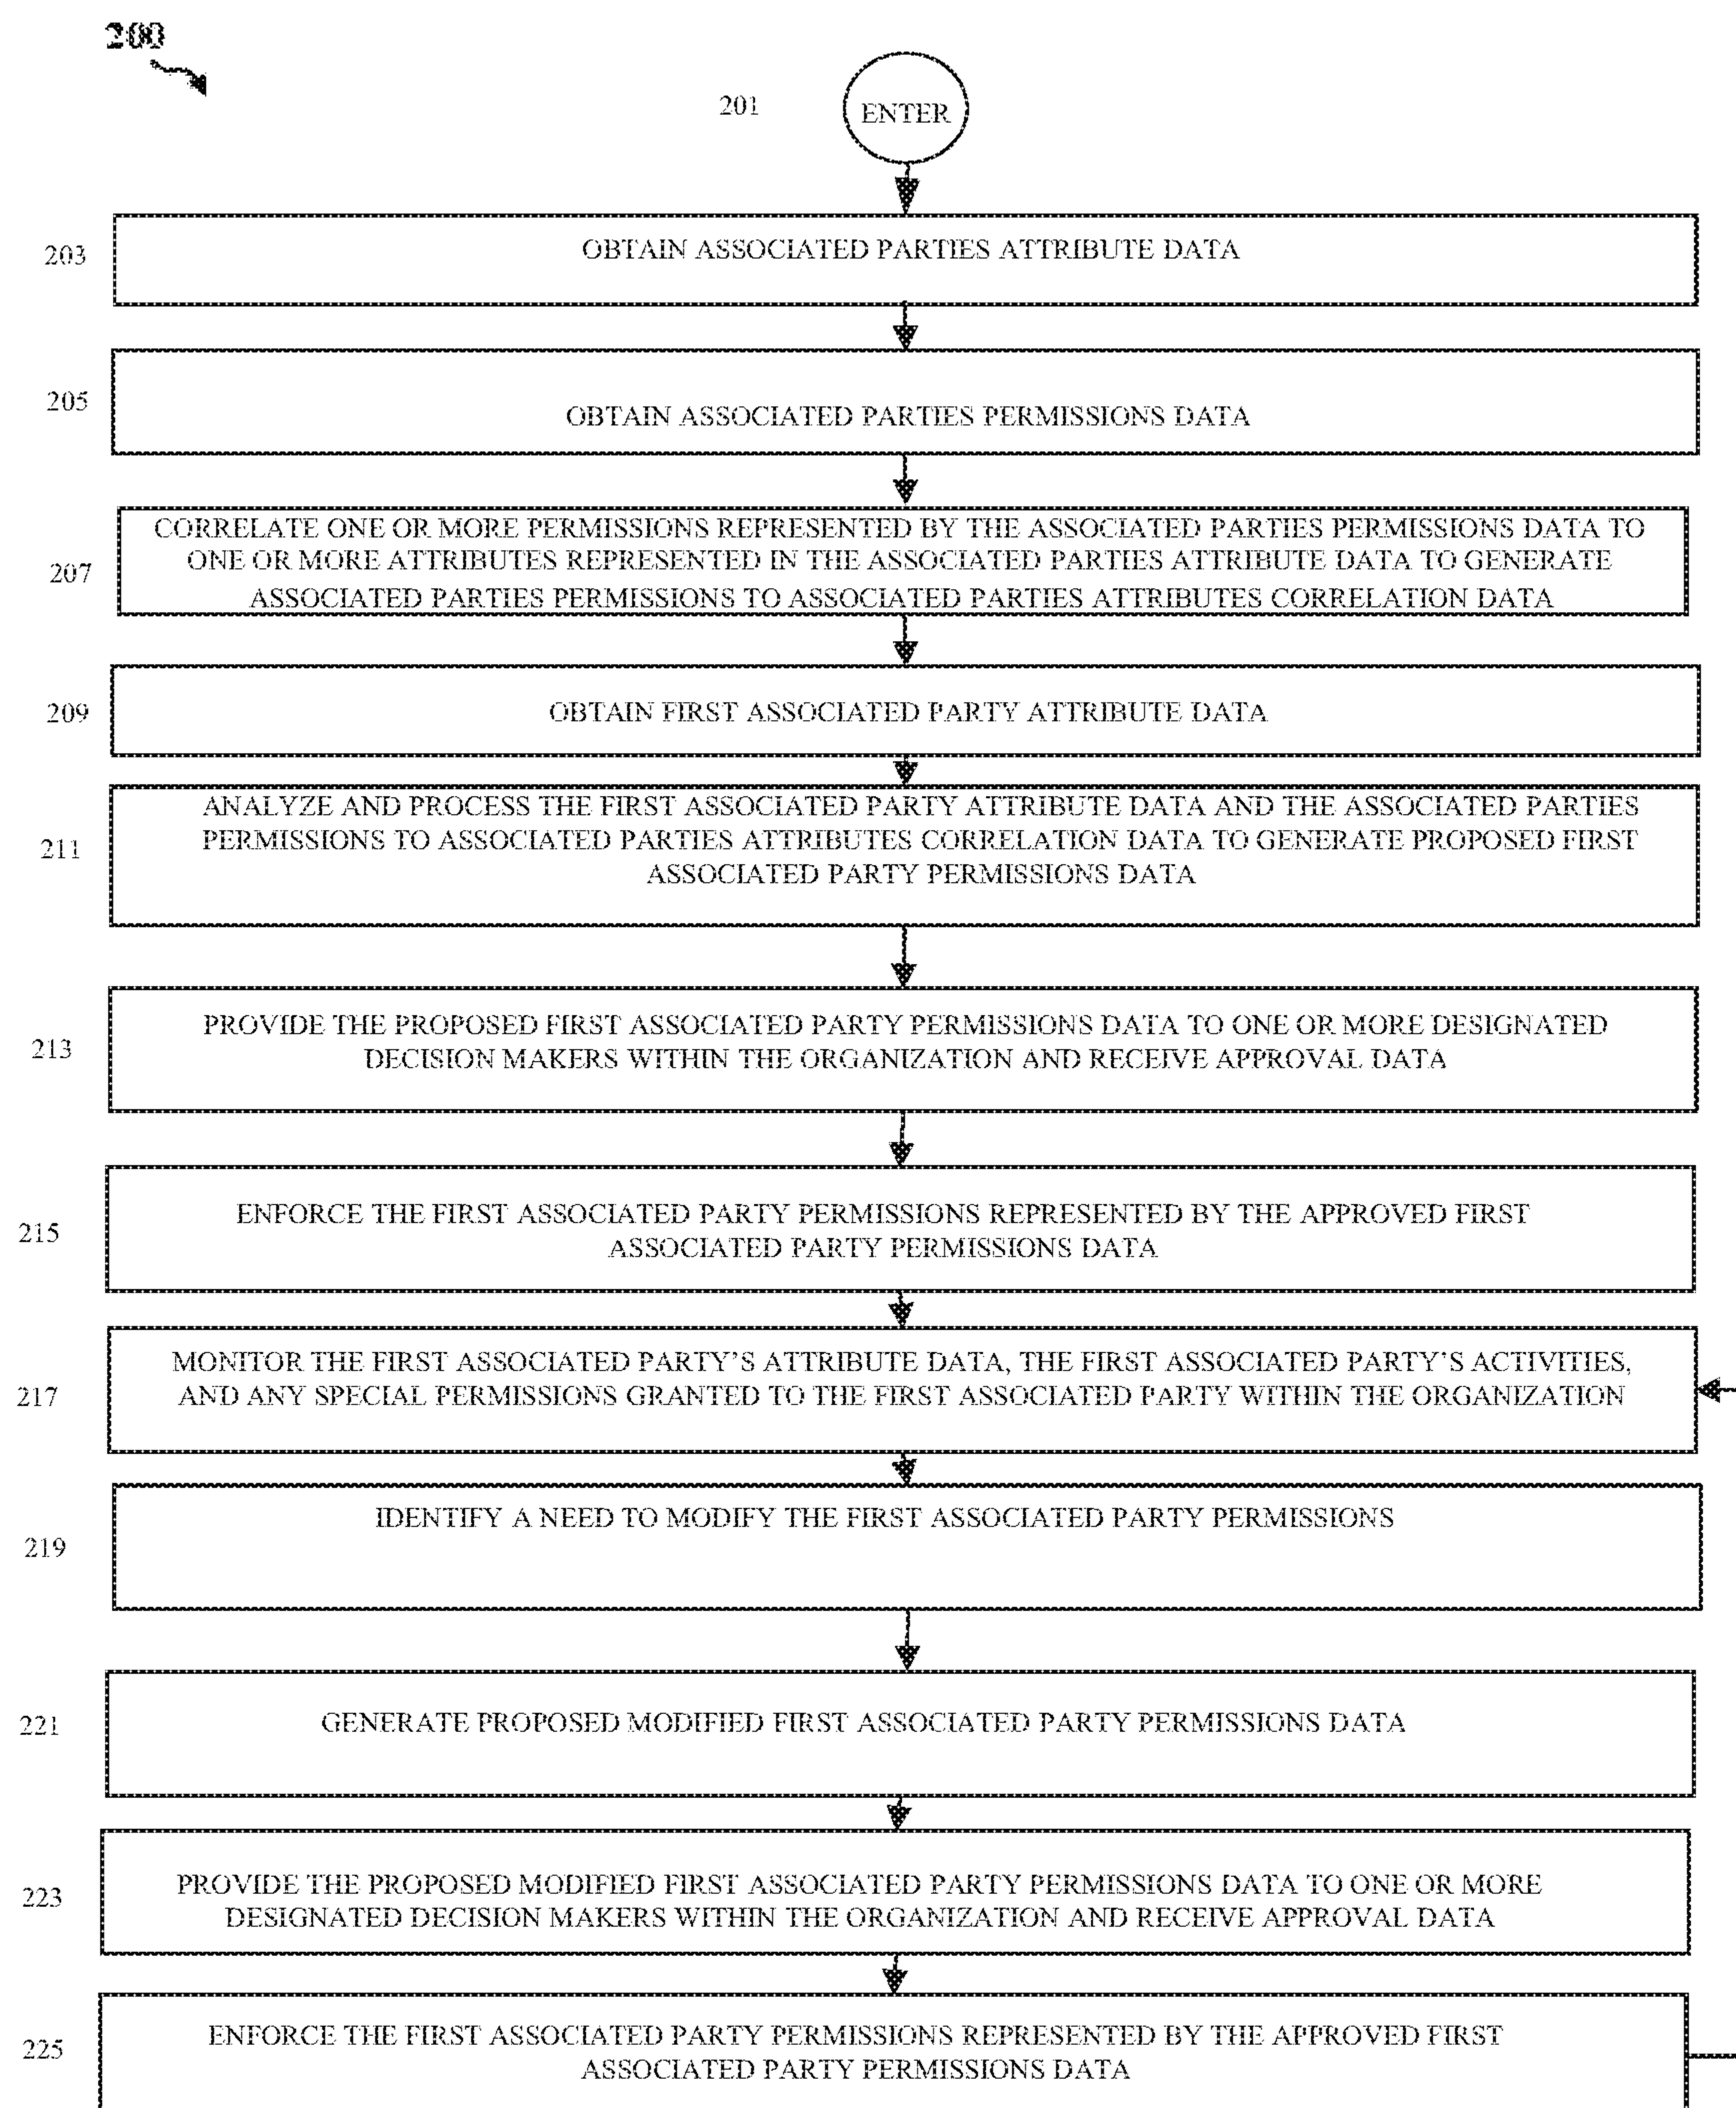 200
201
ENTER
203
OBTAIN ASSOCIATED PARTIES ATTRIBUTE DATA
205
OBTAIN ASSOCIATED PARTIES PERMISSIONS DATA
207
CORRELATE ONE OR MORE PERMISSIONS REPRESENTED BY THE ASSOCIATED PARTIES PERMISSIONS DATA TO
ONE OR MORE ATTRIBUTES REPRESENTED IN THE ASSOCIATED PARTIES ATTRIBUTE DATA TO GENERATE
ASSOCIATED PARTIES PERMISSIONS TO ASSOCIATED PARTIES ATTRIBUTES CORRELATION DATA
209
OBTAIN FIRST ASSOCIATED PARTY ATTRIBUTE DATA
211
ANALYZE AND PROCESS THE FIRST ASSOCIATED PARTY ATTRIBUTE DATA AND THE ASSOCIATED PARTIES
PERMISSIONS TO ASSOCIATED PARTIES ATTRIBUTES CORRELATION DATA TO GENERATE PROPOSED FIRST
ASSOCIATED PARTY PERMISSIONS DATA
213
PROVIDE THE PROPOSED FIRST ASSOCIATED PARTY PERMISSIONS DATA TO ONE OR MORE DESIGNATED
DECISION MAKERS WITHIN THE ORGANIZATION AND RECEIVE APPROVAL DATA
215
ENFORCE THE FIRST ASSOCIATED PARTY PERMISSIONS REPRESENTED BY THE APPROVED FIRST
ASSOCIATED PARTY PERMISSIONS DATA
217
MONITOR THE FIRST ASSOCIATED PARTY’S ATTRIBUTE DATA, THE FIRST ASSOCIATED PARTY’S ACTIVITIES,
AND ANY SPECIAL PERMISSIONS GRANTED TO THE FIRST ASSOCIATED PARTY WITHIN THE ORGANIZATION
219
IDENTIFY A NEED TO MODIFY THE FIRST ASSOCIATED PARTY PERMISSIONS
221
GENERATE PROPOSED MODIFIED FIRST ASSOCIATED PARTY PERMISSIONS DATA
223
PROVIDE THE PROPOSED MODIFIED FIRST ASSOCIATED PARTY PERMISSIONS DATA TO ONE OR MORE
DESIGNATED DECISION MAKERS WITHIN THE ORGANIZATION AND RECEIVE APPROVAL DATA
225
ENFORCE THE FIRST ASSOCIATED PARTY PERMISSIONS REPRESENTED BY THE APPROVED FIRST
ASSOCIATED PARTY PERMISSIONS DATA